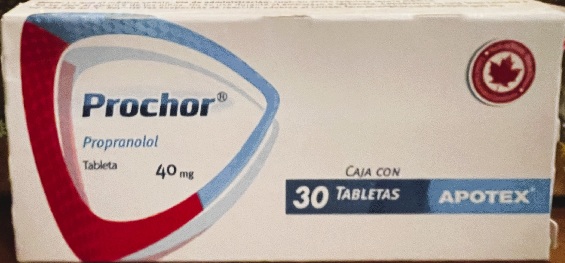 Prochor®
Propranolol
Tableta
40 mg
CAJA CON
30 TABLETAS
APOTEX®